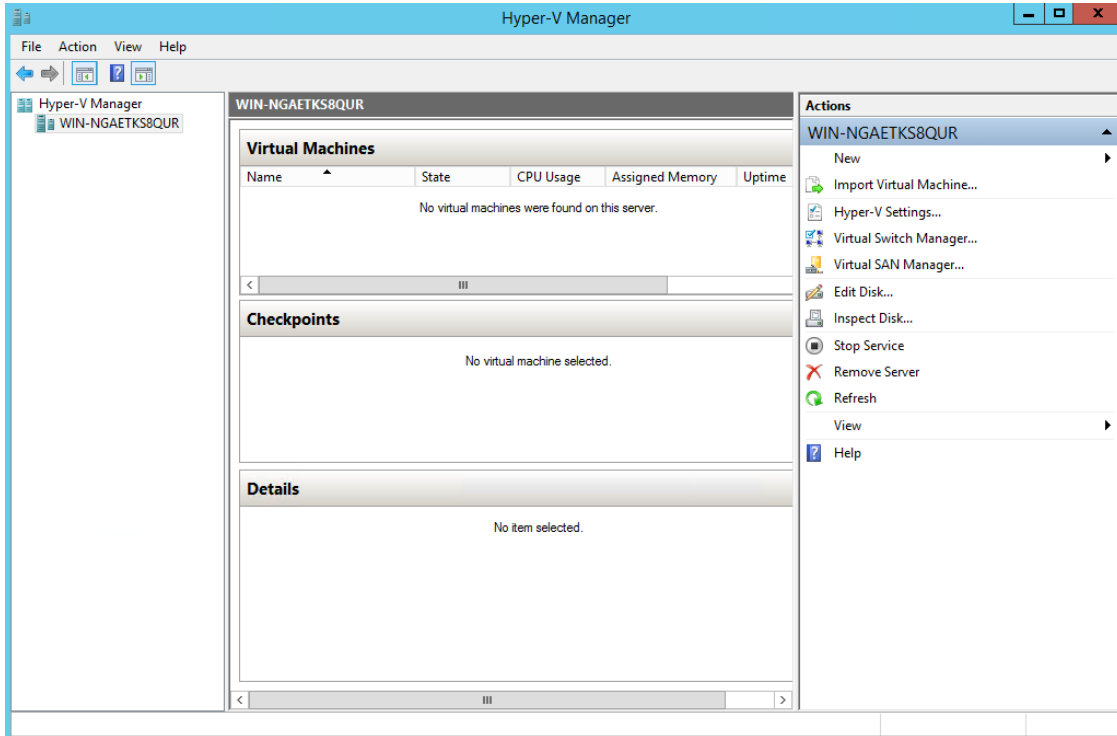 Hyper-V Manager
File Action View Help
Hyper-V Manager
WIN-NGAETKS8QUR
WIN-NGAETKS8QUR
Virtual Machines
Name State CPU Usage Assigned Memory Uptime
No virtual machines were found on this server.
Checkpoints
No virtual machine selected.
Details
No item selected.
Actions
WIN-NGAETKS8QUR
New
Import Virtual Machine...
Hyper-V Settings...
Virtual Switch Manager...
Virtual SAN Manager...
Edit Disk...
Inspect Disk...
Stop Service
Remove Server
Refresh
View
Help